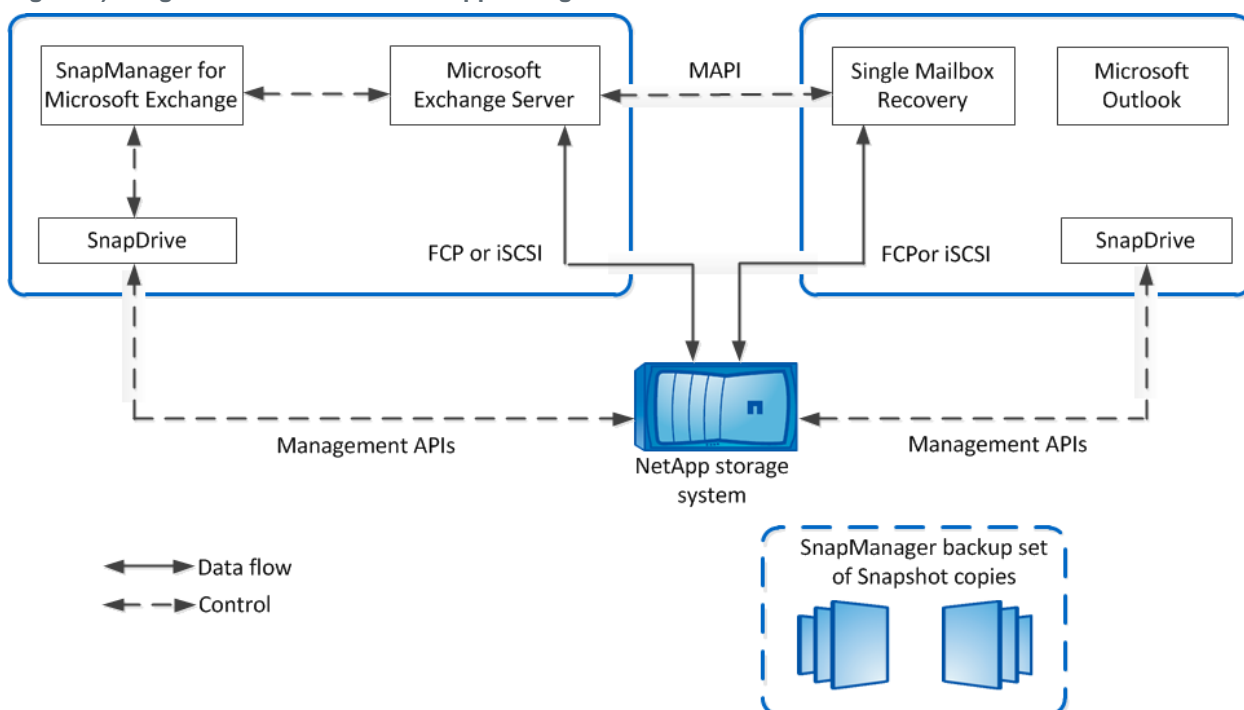 SnapManager for
Microsoft Exchange
Microsoft
Exchange Server
MAPI
Single Mailbox
Recovery
Microsoft
Outlook
SnapDrive
FCP or iSCSI
FCPor iSCSI
SnapDrive
Management APIs
Management APIs
NetApp storage
system
SnapManager backup set
of Snapshot copies
Data flow
Control